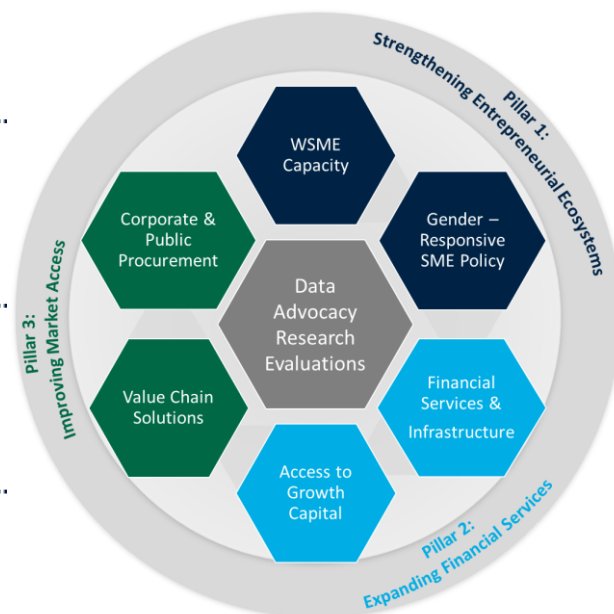 Pillar 1:
Strengthening Entrepreneurial Ecosystems
WSME
Capacity
Gender –
Responsive
SME Policy
Corporate &
Public
Procurement
Data
Advocacy
Research
Evaluations
Pillar 3:
Improving Market Access
Value Chain
Solutions
Financial
Services &
Infrastructure
Access to
Growth
Capital
Pillar 2:
Expanding Financial Services